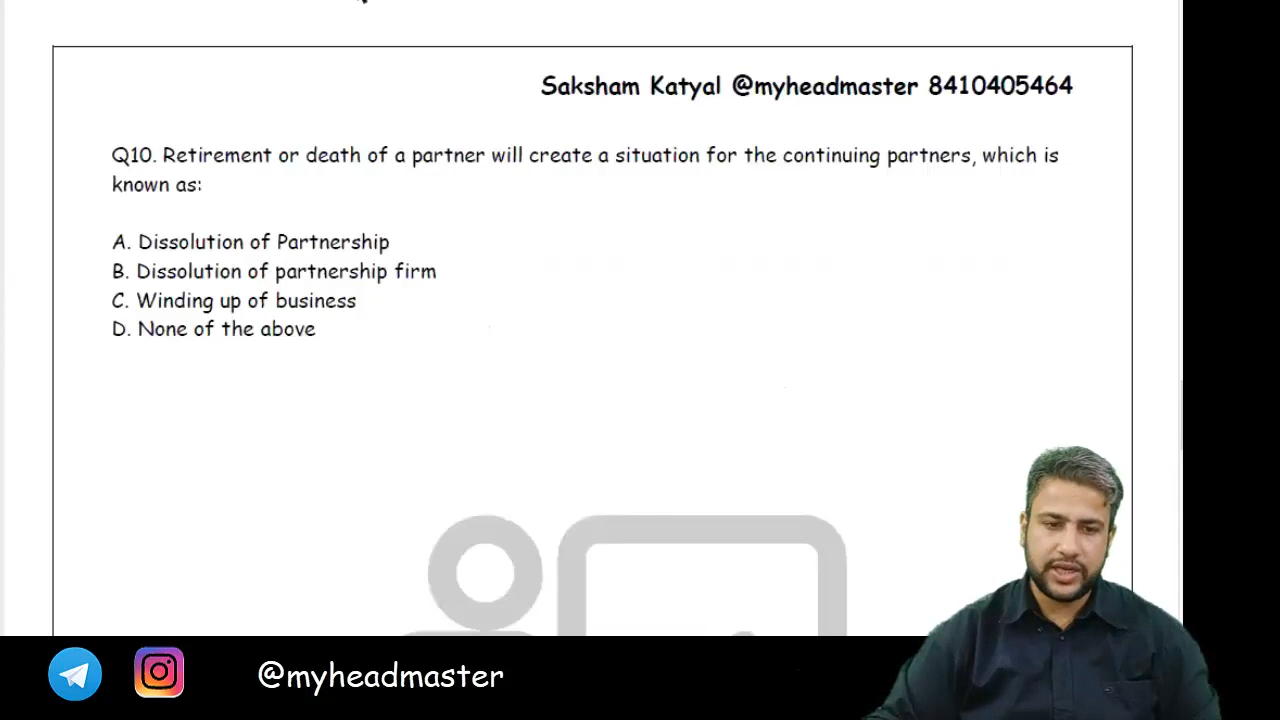 Saksham Katyal @myheadmaster 8410405464
Q10. Retirement or death of a partner will create a situation for the continuing partners, which is
known as:
A. Dissolution of Partnership
B. Dissolution of partnership firm
C. Winding up of business
D. None of the above
@myheadmaster